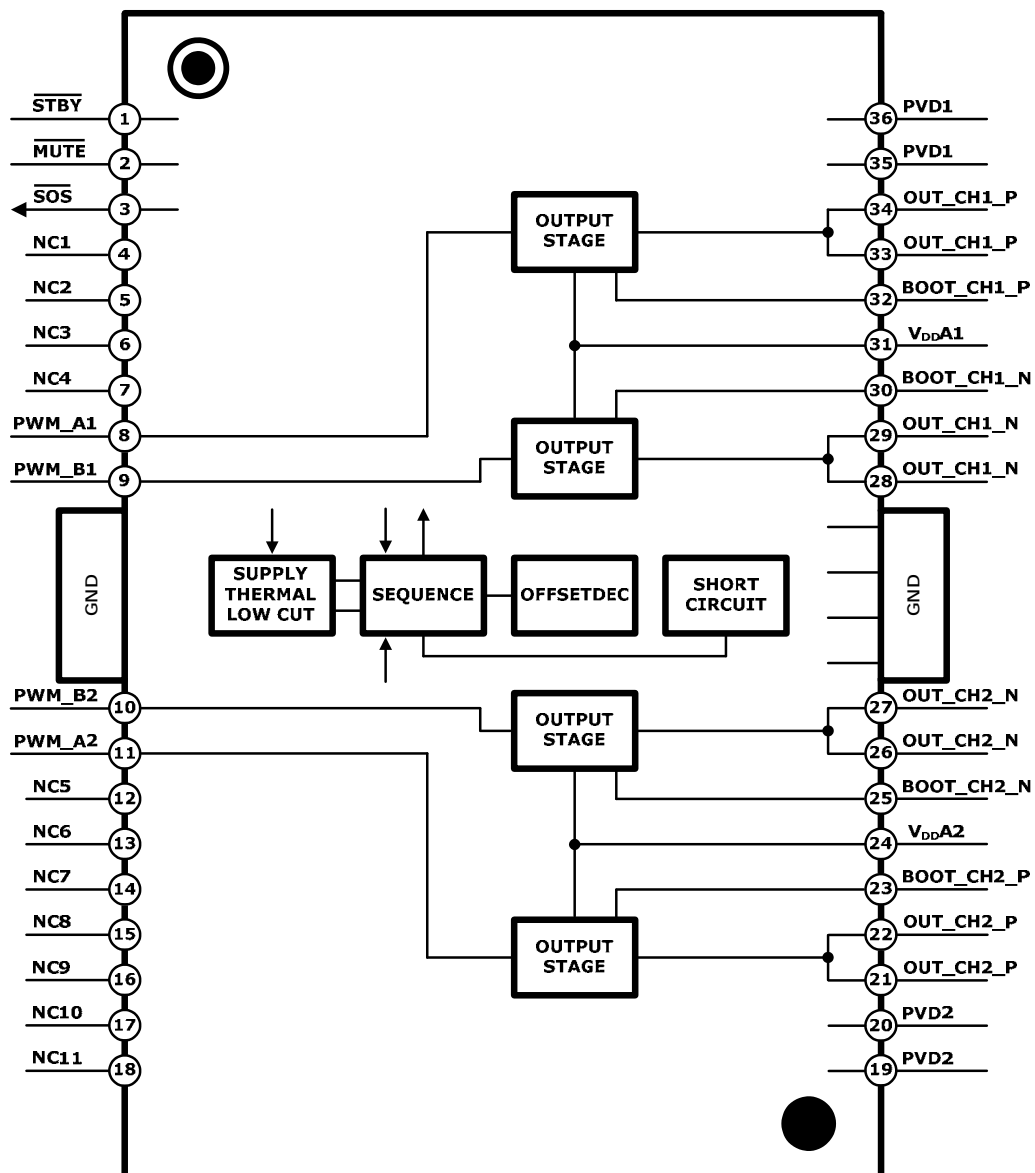 STBY
1
MUTE
2
SOS
3
NC1
4
NC2
5
NC3
6
NC4
7
PWM_A1
8
PWM_B1
9
GND
PWM_B2
10
PWM_A2
11
NC5
12
NC6
13
NC7
14
NC8
15
NC9
16
NC10
17
NC11
18
OUTPUT
STAGE
OUTPUT
STAGE
SUPPLY
THERMAL
LOW CUT
SEQUENCE
OFFSETDEC
SHORT
CIRCUIT
OUTPUT
STAGE
OUTPUT
STAGE
36
PVD1
35
PVD1
34
OUT_CH1_P
33
OUT_CH1_P
32
BOOT_CH1_P
31
VDDA1
30
BOOT_CH1_N
29
OUT_CH1_N
28
OUT_CH1_N
GND
27
OUT_CH2_N
26
OUT_CH2_N
25
BOOT_CH2_N
24
VDDA2
23
BOOT_CH2_P
22
OUT_CH2_P
21
OUT_CH2_P
20
PVD2
19
PVD2